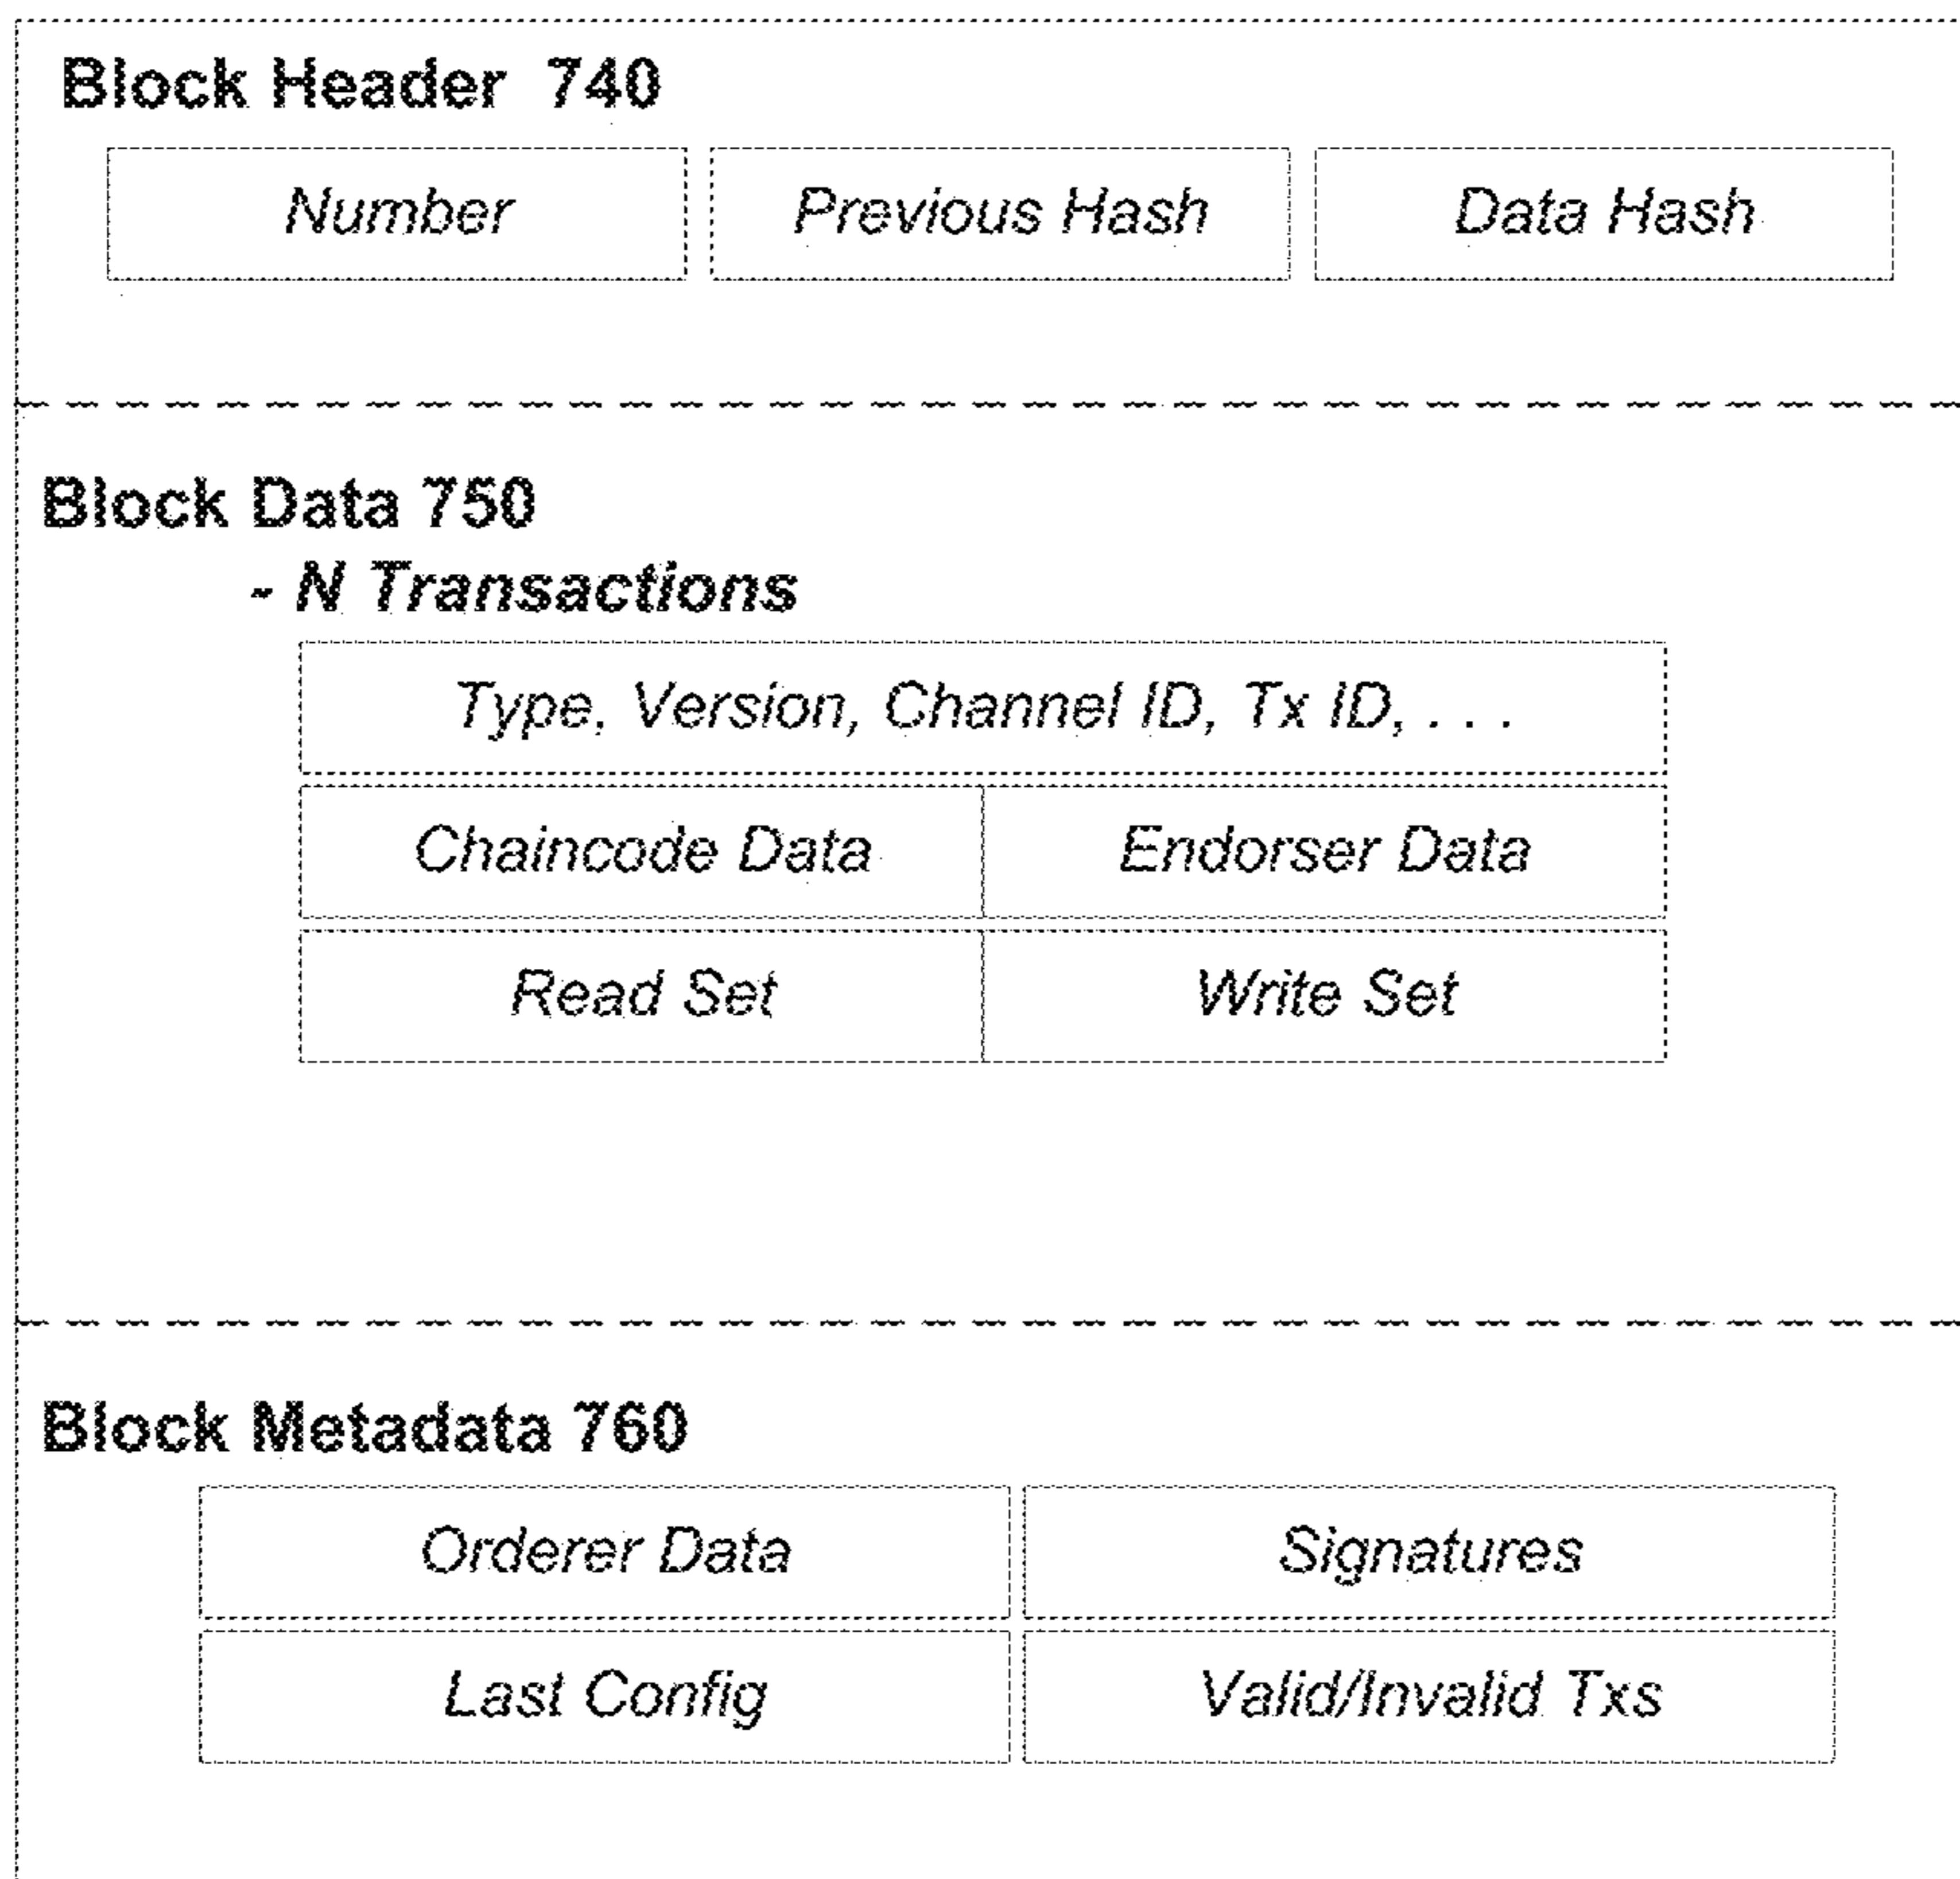 Block Header 740
Number Previous Hash Data Hash
Block Data 750
- N Transactions
Type, Version, Channel ID, Tx ID, . . .
Chaincode Data Endorser Data
Read Set Write Set
Block Metadata 760
Orderer Data Signatures
Last Config Valid/Invalid Txs